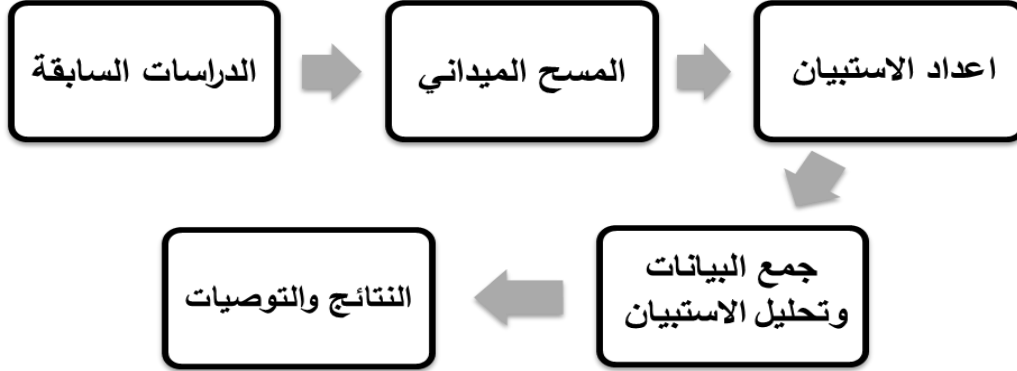 الدراسات السابقة
المسح الميداني
اعداد الاستبيان
جمع البيانات
وتحليل الاستبيان
النتائج والتوصيات